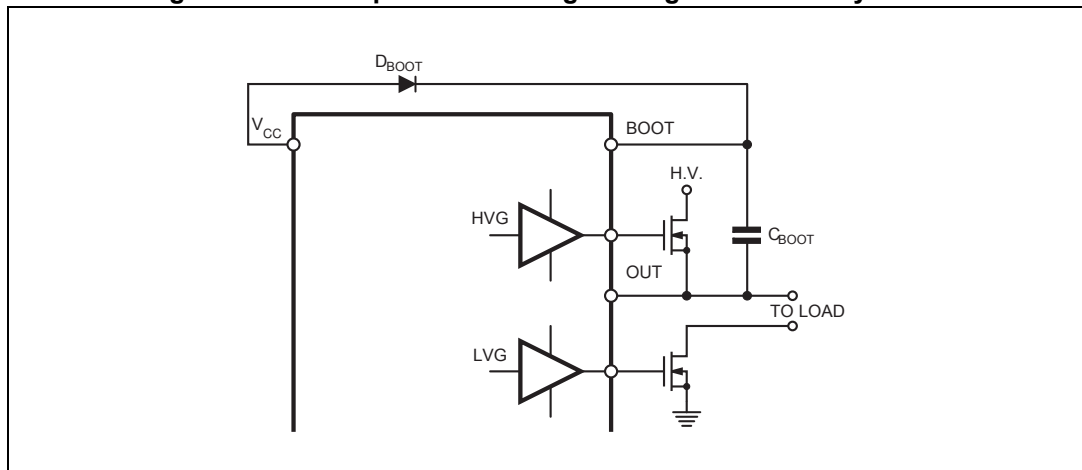 D_BOOT
V_CC
BOOT
H.V.
HVG
C_BOOT
OUT
TO LOAD
LVG